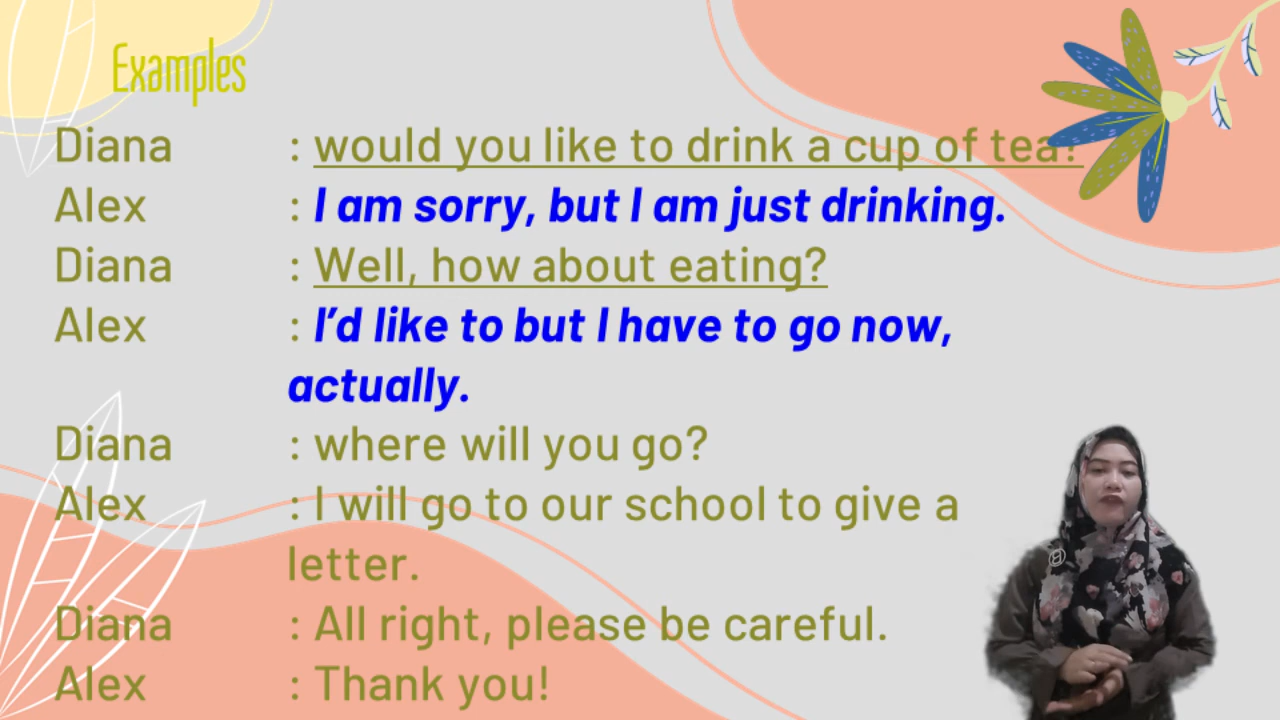 Examples
Diana : would you like to drink a cup of tea?
Alex : I am sorry, but I am just drinking.
Diana : Well, how about eating?
Alex : I’d like to but I have to go now,
actually.
Diana : where will you go?
Alex : I will go to our school to give a
letter.
Diana : All right, please be careful.
Alex : Thank you!